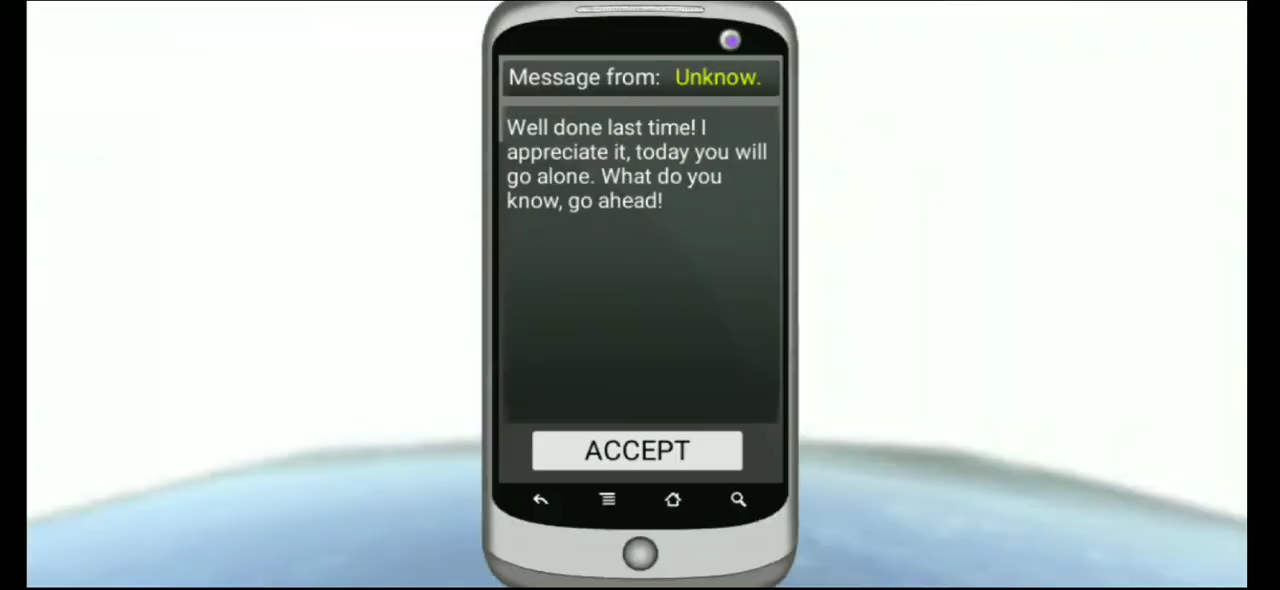 Message from: Unknow.
Well done last time! I
appreciate it, today you will
go alone. What do you
know, go ahead!
ACCEPT